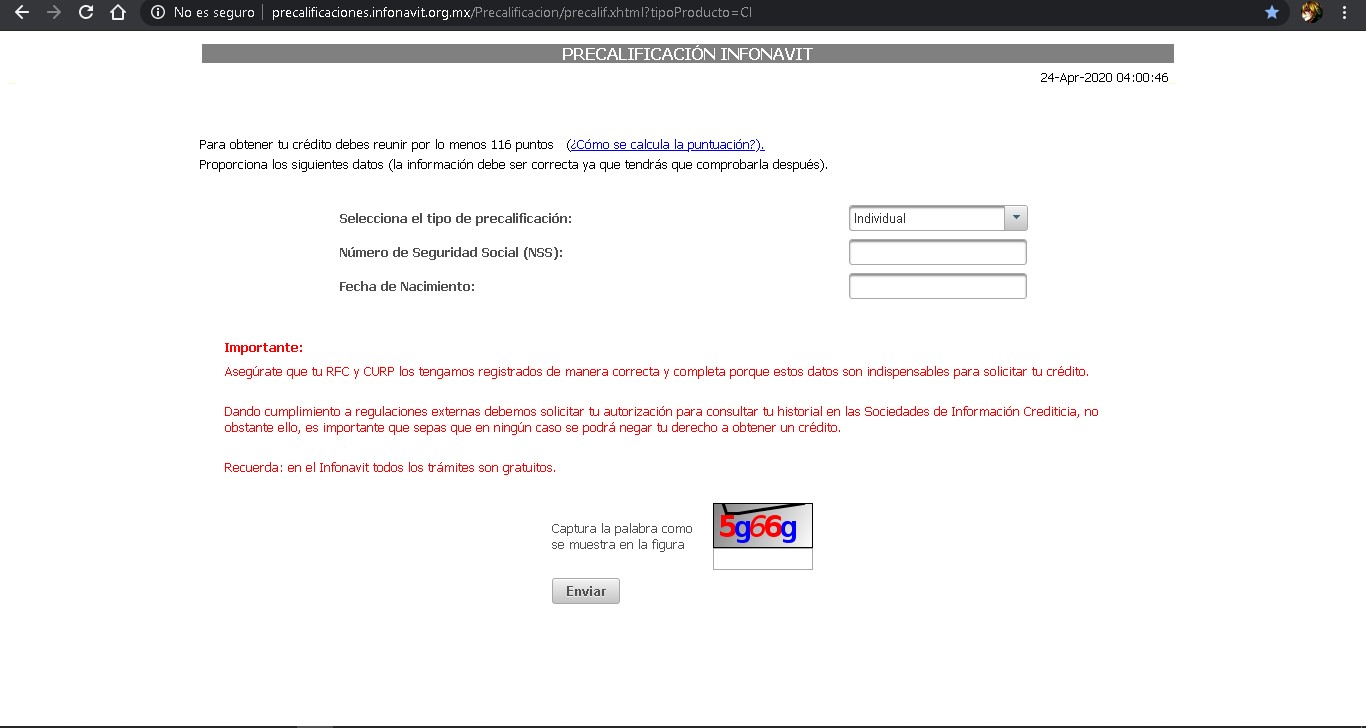 No es seguro | precalificaciones.infonavit.org.mx/Precalificacion/precalif.xhtml?tipoProducto=CI
PRECALIFICACIÓN INFONAVIT
24-Apr-2020 04:00:46
Para obtener tu crédito debes reunir por lo menos 116 puntos (¿Cómo se calcula la puntuación?).
Proporciona los siguientes datos (la información debe ser correcta ya que tendrás que comprobarla después).
Selecciona el tipo de precalificación: Individual
Número de Seguridad Social (NSS):
Fecha de Nacimiento:
Importante:
Asegúrate que tu RFC y CURP los tengamos registrados de manera correcta y completa porque estos datos son indispensables para solicitar tu crédito.
Dando cumplimiento a regulaciones externas debemos solicitar tu autorización para consultar tu historial en las Sociedades de Información Crediticia, no
obstante ello, es importante que sepas que en ningún caso se podrá negar tu derecho a obtener un crédito.
Recuerda: en el Infonavit todos los trámites son gratuitos.
Captura la palabra como
se muestra en la figura
5g66g
Enviar